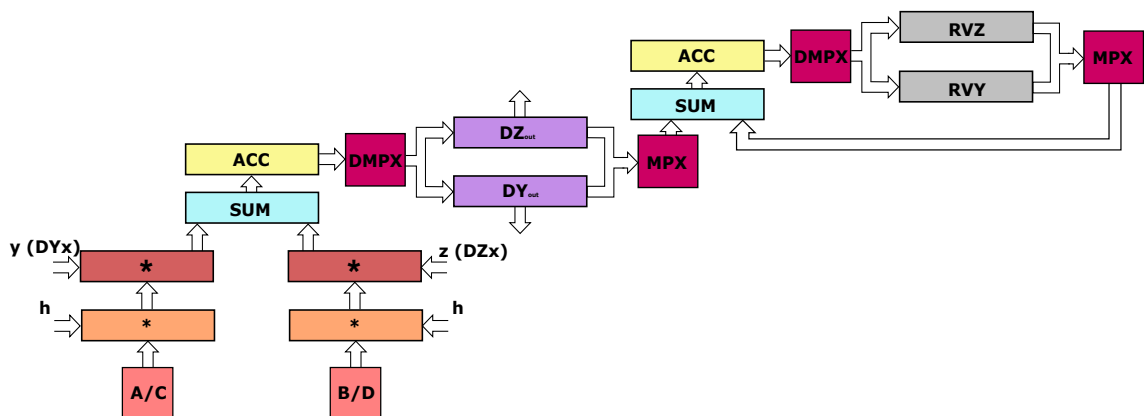 RVZ
ACC
DMPX
MPX
RVY
SUM
DZout
ACC
DMPX
MPX
DYout
SUM
y (DYx)
z (DZx)
*
*
h
h
*
*
A/C
B/D